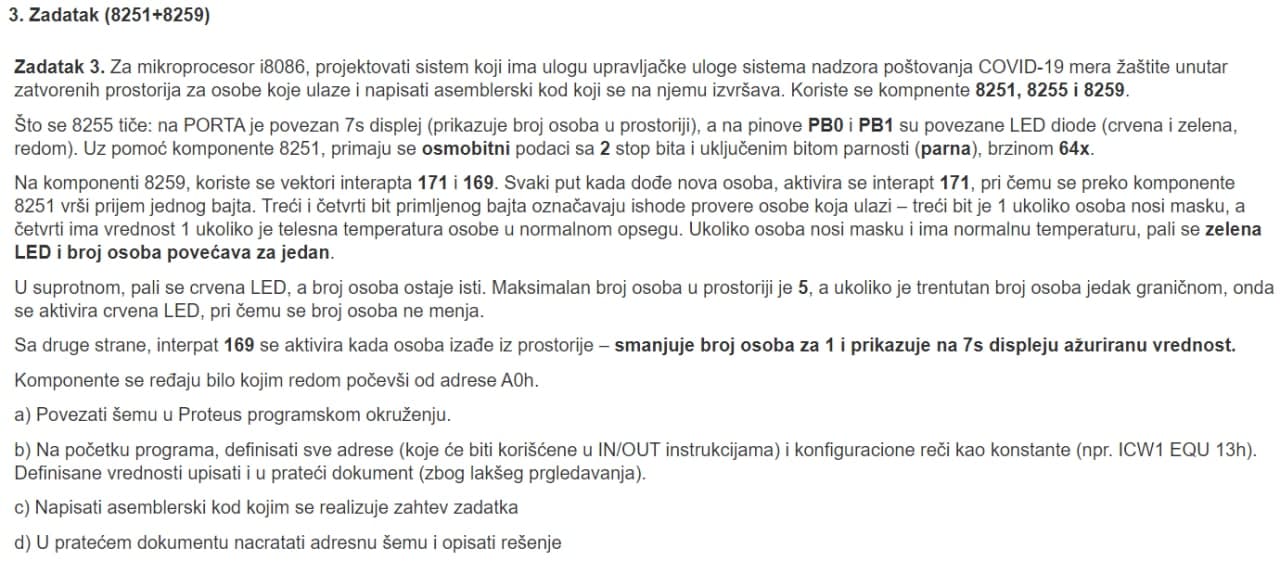 3. Zadatak (8251+8259)
Zadatak 3. Za mikroprocesor i8086, projektovati sistem koji ima ulogu upravljačke uloge sistema nadzora poštovanja COVID-19 mera žaštite unutar
zatvorenih prostorija za osobe koje ulaze i napisati asemblerski kod koji se na njemu izvršava. Koriste se kompnente 8251, 8255 i 8259.
Što se 8255 tiče: na PORTA je povezan 7s displej (prikazuje broj osoba u prostoriji), a na pinove PB0 i PB1 su povezane LED diode (crvena i zelena,
redom). Uz pomoć komponente 8251, primaju se osmobitni podaci sa 2 stop bita i uključenim bitom parnosti (parna), brzinom 64x.
Na komponenti 8259, koriste se vektori interapta 171 i 169. Svaki put kada dođe nova osoba, aktivira se interapt 171, pri čemu se preko komponente
8251 vrši prijem jednog bajta. Treći i četvrti bit primljenog bajta označavaju ishode provere osobe koja ulazi – treći bit je 1 ukoliko osoba nosi masku, a
četvrti ima vrednost 1 ukoliko je telesna temperatura osobe u normalnom opsegu. Ukoliko osoba nosi masku i ima normalnu temperaturu, pali se zelena
LED i broj osoba povećava za jedan.
U suprotnom, pali se crvena LED, a broj osoba ostaje isti. Maksimalan broj osoba u prostoriji je 5, a ukoliko je trentutan broj osoba jedak graničnom, onda
se aktivira crvena LED, pri čemu se broj osoba ne menja.
Sa druge strane, interpat 169 se aktivira kada osoba izađe iz prostorije – smanjuje broj osoba za 1 i prikazuje na 7s displeju ažuriranu vrednost.
Komponente se ređaju bilo kojim redom počevši od adrese A0h.
a) Povezati šemu u Proteus programskom okruženju.
b) Na početku programa, definisati sve adrese (koje će biti korišćene u IN/OUT instrukcijama) i konfiguracione reči kao konstante (npr. ICW1 EQU 13h).
Definisane vrednosti upisati i u prateći dokument (zbog lakšeg prgledavanja).
c) Napisati asemblerski kod kojim se realizuje zahtev zadatka
d) U pratećem dokumentu nacratati adresnu šemu i opisati rešenje